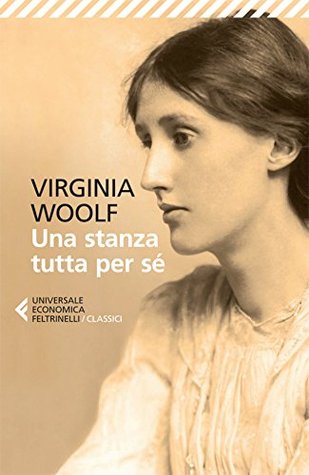 VIRGINIA
WOOLF
Una stanza
tutta per sé
UNIVERSALE
ECONOMICA
FELTRINELLI/CLASSICI